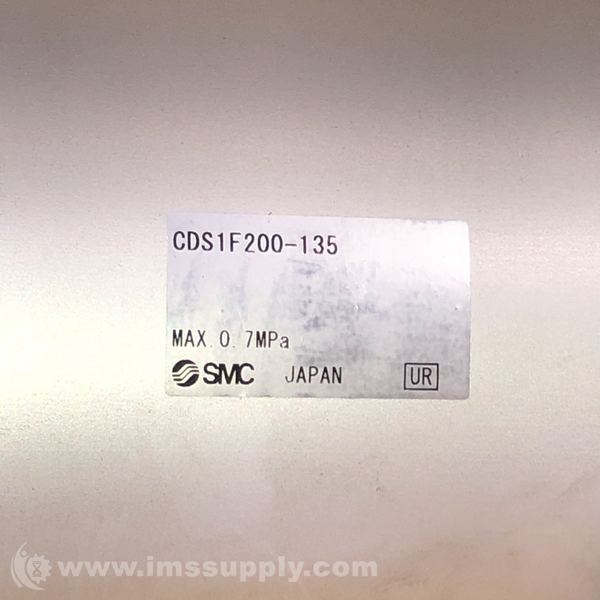 CDS1F200-135
MAX. 0. 7MPa
SMC JAPAN UR
www.imssupply.com